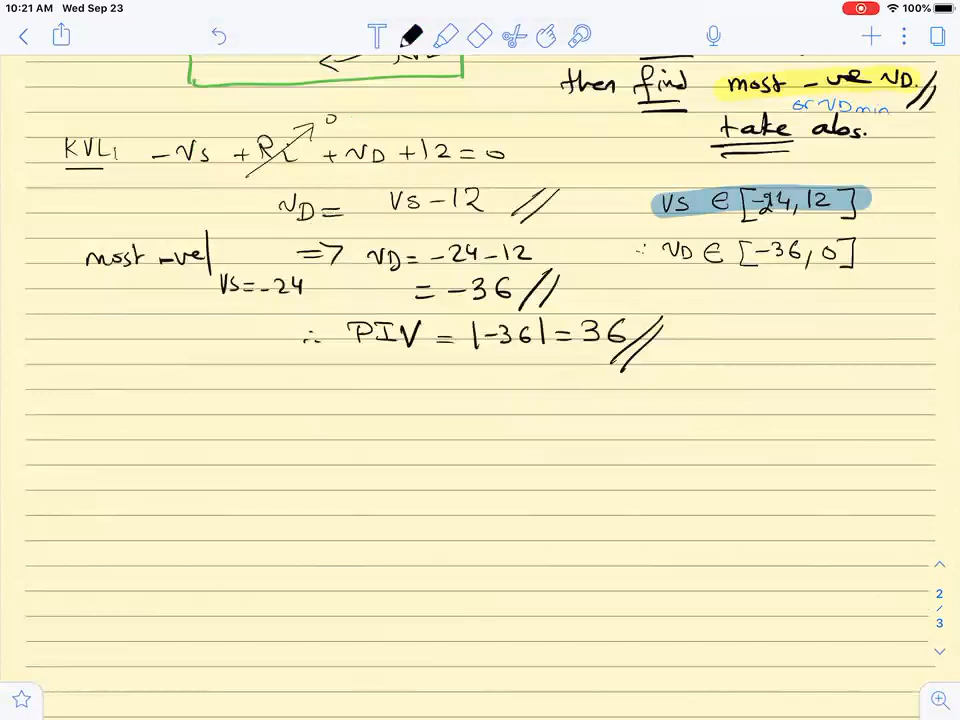 10:21 AM Wed Sep 23
100%
T
then find most -ve VD
or VD min
take abs.
KVL1 -Vs + Ri + VD + 12 = 0
0
VD = Vs - 12
Vs ∈ [-24, 12]
most -ve| Vs = -24 => VD = -24 - 12
∴ VD ∈ [-36, 0]
= -36
∴ PIV = |-36| = 36
2
/
3